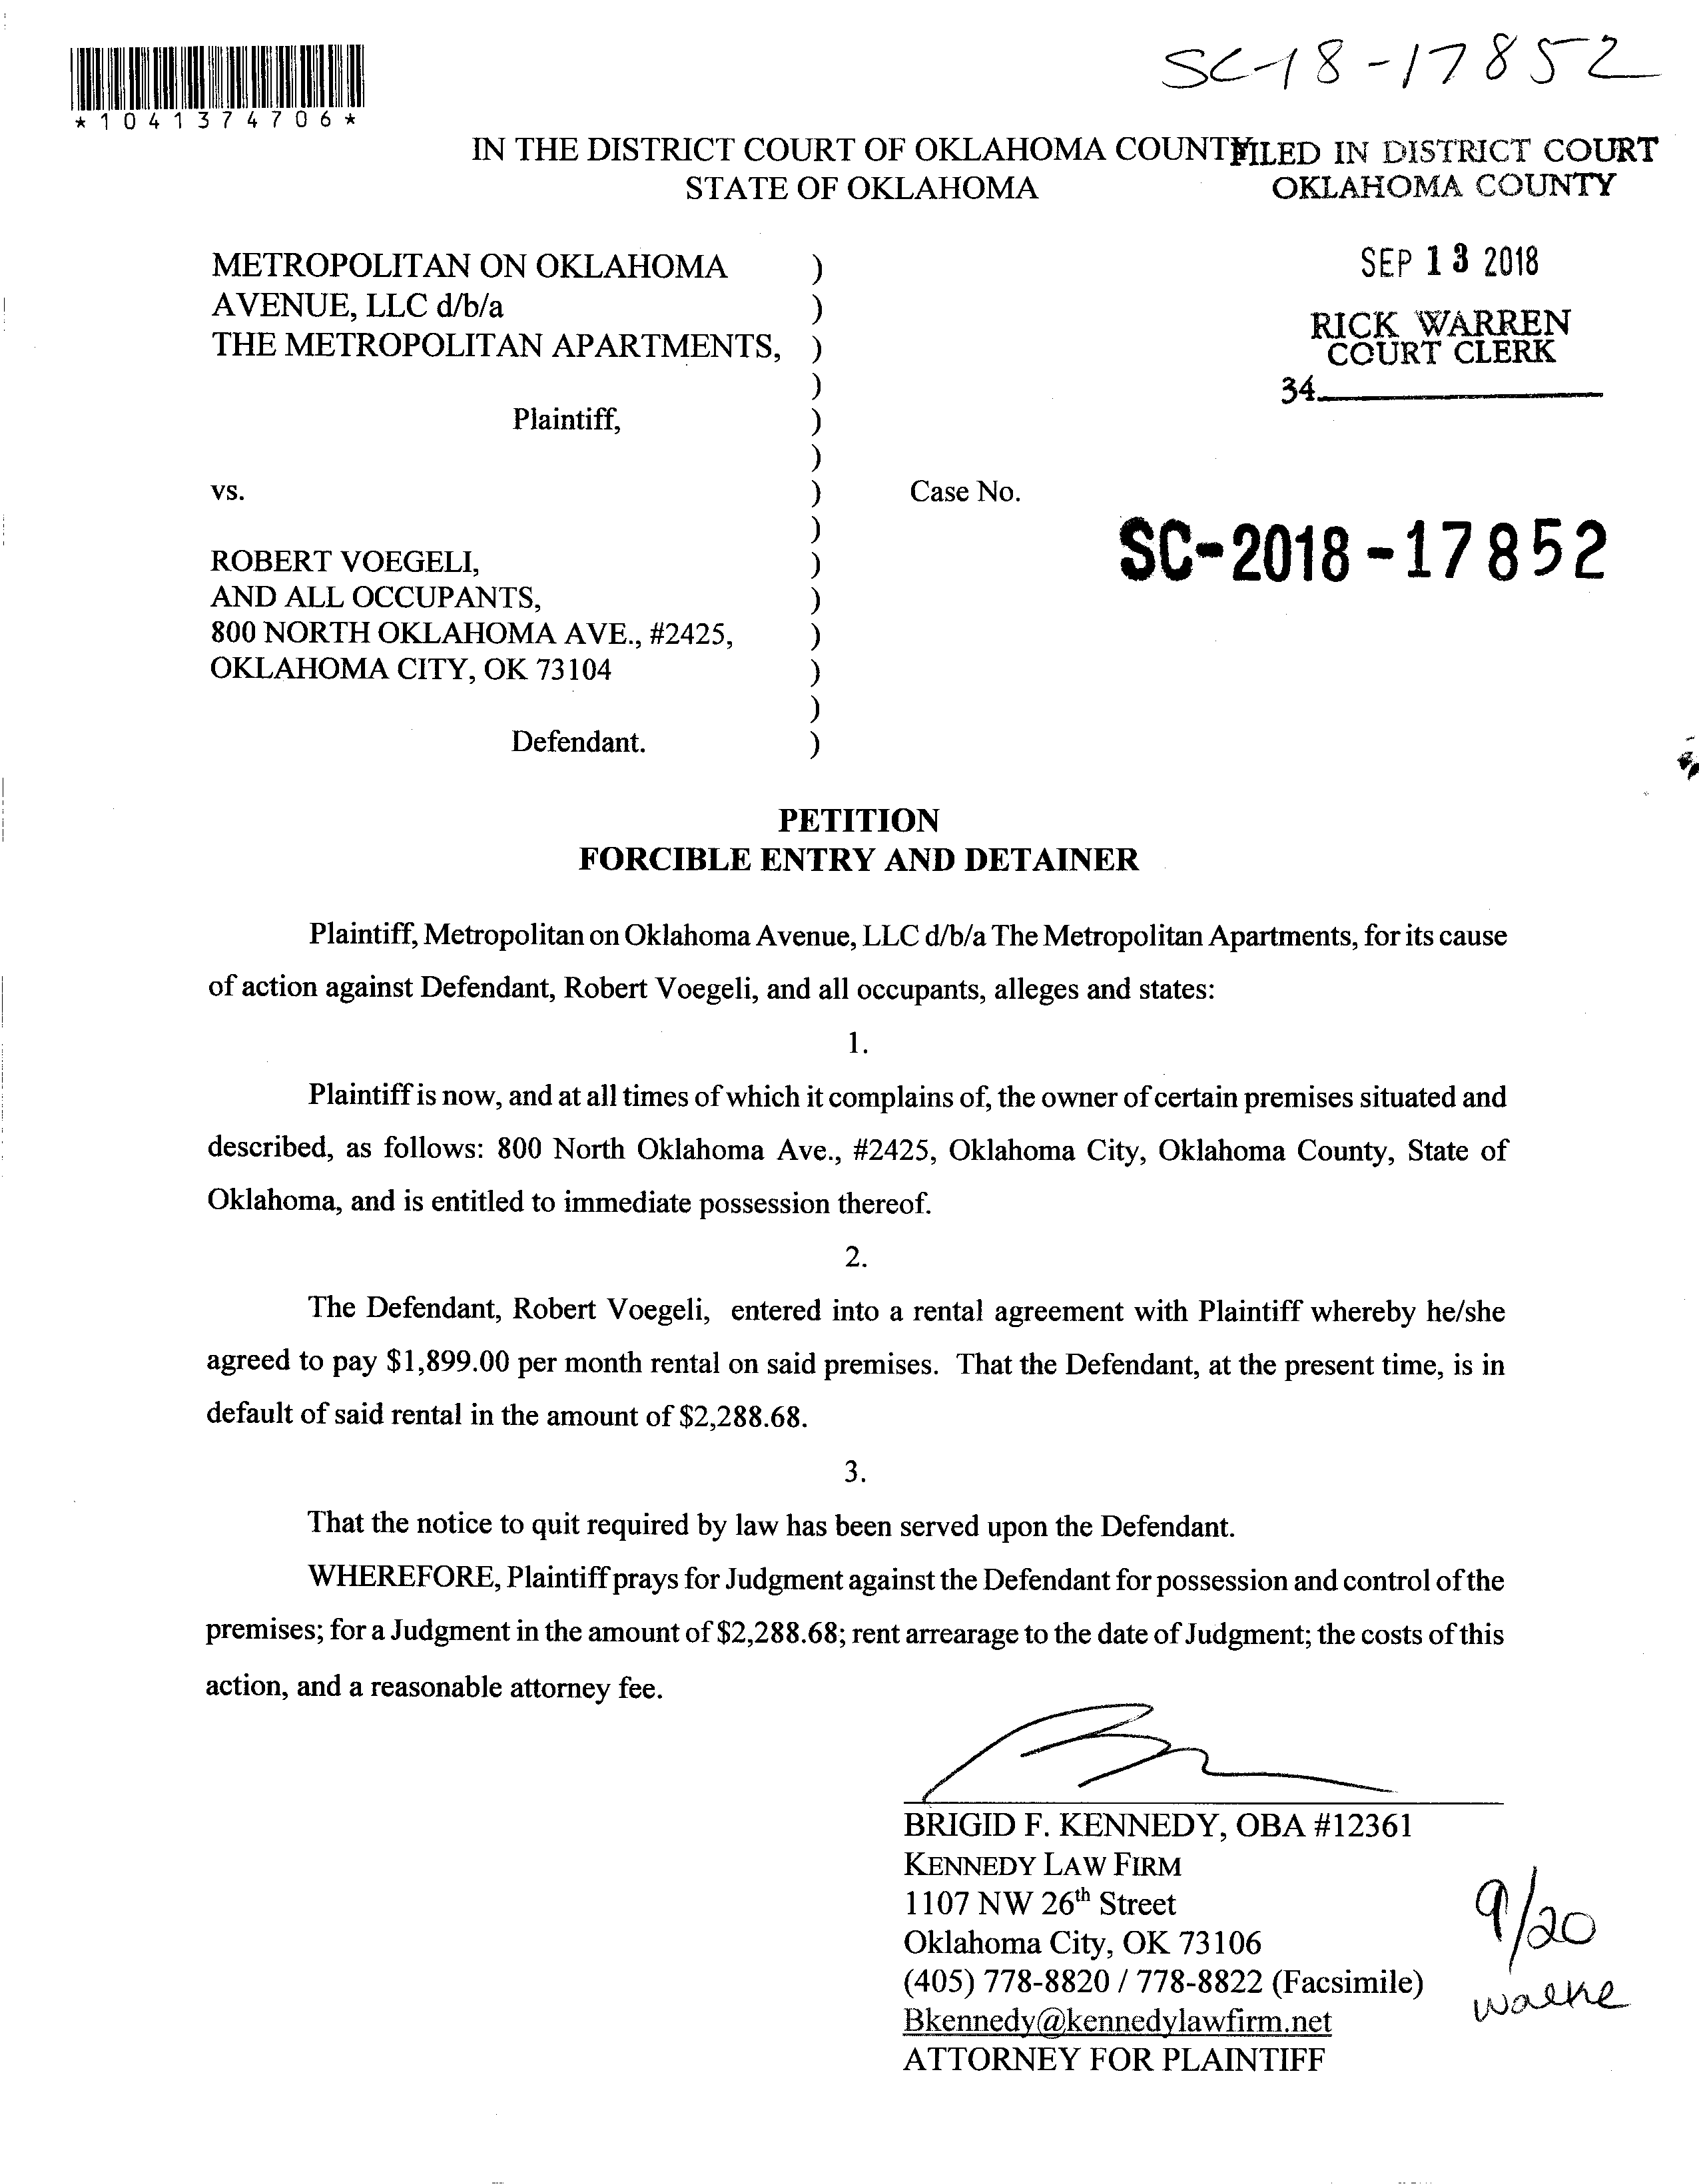 SC-18-17852
*1041374706*
IN THE DISTRICT COURT OF OKLAHOMA COUNTY
STATE OF OKLAHOMA
FILED IN DISTRICT COURT
OKLAHOMA COUNTY
SEP 13 2018
RICK WARREN
COURT CLERK
34
METROPOLITAN ON OKLAHOMA )
AVENUE, LLC d/b/a )
THE METROPOLITAN APARTMENTS, )
)
Plaintiff, )
)
vs. ) Case No.
)
SC-2018-17852
ROBERT VOEGELI, )
AND ALL OCCUPANTS, )
800 NORTH OKLAHOMA AVE., #2425, )
OKLAHOMA CITY, OK 73104 )
)
Defendant. )
PETITION
FORCIBLE ENTRY AND DETAINER
Plaintiff, Metropolitan on Oklahoma Avenue, LLC d/b/a The Metropolitan Apartments, for its cause
of action against Defendant, Robert Voegeli, and all occupants, alleges and states:
1.
Plaintiff is now, and at all times of which it complains of, the owner of certain premises situated and
described, as follows: 800 North Oklahoma Ave., #2425, Oklahoma City, Oklahoma County, State of
Oklahoma, and is entitled to immediate possession thereof.
2.
The Defendant, Robert Voegeli, entered into a rental agreement with Plaintiff whereby he/she
agreed to pay $1,899.00 per month rental on said premises. That the Defendant, at the present time, is in
default of said rental in the amount of $2,288.68.
3.
That the notice to quit required by law has been served upon the Defendant.
WHEREFORE, Plaintiff prays for Judgment against the Defendant for possession and control of the
premises; for a Judgment in the amount of $2,288.68; rent arrearage to the date of Judgment; the costs of this
action, and a reasonable attorney fee.
BRIGID F. KENNEDY, OBA #12361
KENNEDY LAW FIRM
1107 NW 26th Street
Oklahoma City, OK 73106
(405) 778-8820 / 778-8822 (Facsimile)
Bkennedy@kennedylawfirm.net
ATTORNEY FOR PLAINTIFF
9/20